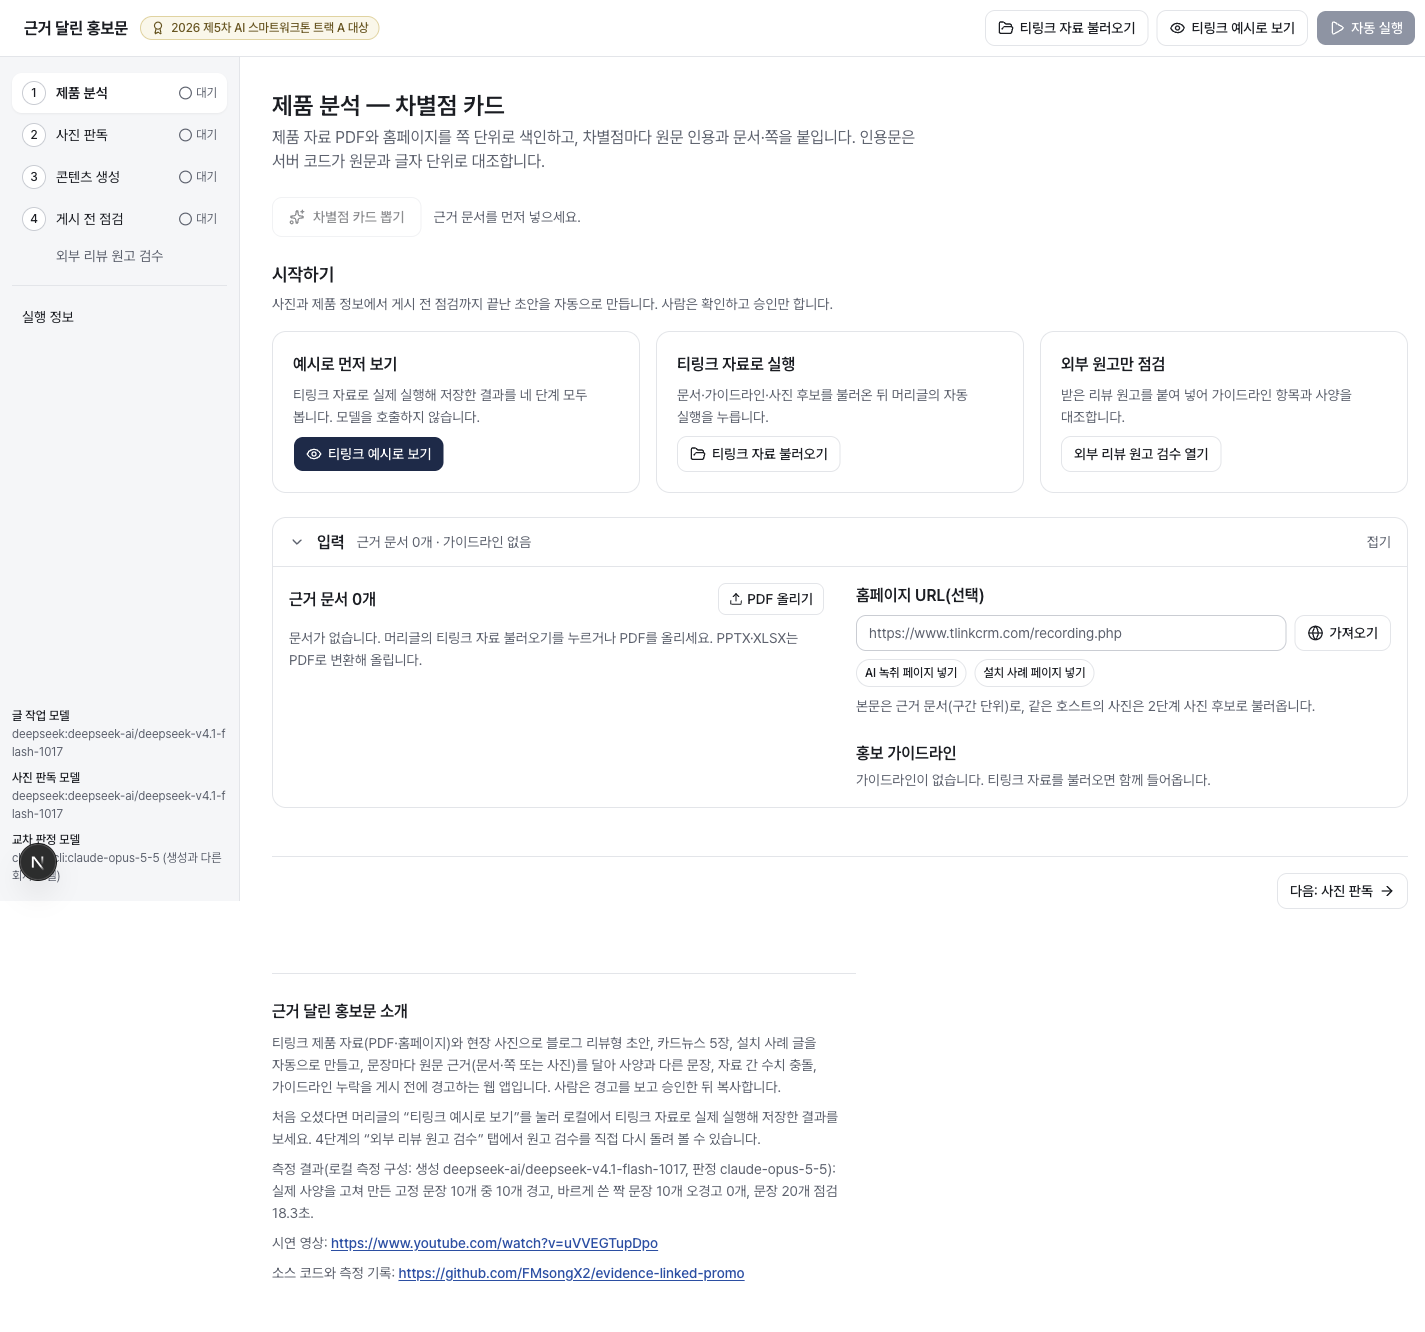 근거 달린 홍보문
2026 제5차 AI 스마트워크톤 트랙 A 대상
티링크 자료 불러오기
티링크 예시로 보기
자동 실행
1 제품 분석 대기
2 사진 판독 대기
3 콘텐츠 생성 대기
4 게시 전 점검 대기
외부 리뷰 원고 검수
실행 정보
글 작업 모델
deepseek:deepseek-ai/deepseek-v4.1-f
lash-1017
사진 판독 모델
deepseek:deepseek-ai/deepseek-v4.1-f
lash-1017
교차 판정 모델
cli:claude-opus-5-5 (생성과 다른
N
제품 분석 — 차별점 카드
제품 자료 PDF와 홈페이지를 쪽 단위로 색인하고, 차별점마다 원문 인용과 문서·쪽을 붙입니다. 인용문은
서버 코드가 원문과 글자 단위로 대조합니다.
차별점 카드 뽑기
근거 문서를 먼저 넣으세요.
시작하기
사진과 제품 정보에서 게시 전 점검까지 끝난 초안을 자동으로 만듭니다. 사람은 확인하고 승인만 합니다.
예시로 먼저 보기
티링크 자료로 실제 실행해 저장한 결과를 네 단계 모두
봅니다. 모델을 호출하지 않습니다.
티링크 예시로 보기
티링크 자료로 실행
문서·가이드라인·사진 후보를 불러온 뒤 머리글의 자동
실행을 누릅니다.
티링크 자료 불러오기
외부 원고만 점검
받은 리뷰 원고를 붙여 넣어 가이드라인 항목과 사양을
대조합니다.
외부 리뷰 원고 검수 열기
입력 근거 문서 0개 · 가이드라인 없음
접기
근거 문서 0개
PDF 올리기
문서가 없습니다. 머리글의 티링크 자료 불러오기를 누르거나 PDF를 올리세요. PPTX·XLSX는
PDF로 변환해 올립니다.
홈페이지 URL(선택)
https://www.tlinkcrm.com/recording.php
가져오기
AI 녹취 페이지 넣기
설치 사례 페이지 넣기
본문은 근거 문서(구간 단위)로, 같은 호스트의 사진은 2단계 사진 후보로 불러옵니다.
홍보 가이드라인
가이드라인이 없습니다. 티링크 자료를 불러오면 함께 들어옵니다.
다음: 사진 판독
근거 달린 홍보문 소개
티링크 제품 자료(PDF·홈페이지)와 현장 사진으로 블로그 리뷰형 초안, 카드뉴스 5장, 설치 사례 글을
자동으로 만들고, 문장마다 원문 근거(문서·쪽 또는 사진)를 달아 사양과 다른 문장, 자료 간 수치 충돌,
가이드라인 누락을 게시 전에 경고하는 웹 앱입니다. 사람은 경고를 보고 승인한 뒤 복사합니다.
처음 오셨다면 머리글의 “티링크 예시로 보기”를 눌러 로컬에서 티링크 자료로 실제 실행해 저장한 결과를
보세요. 4단계의 “외부 리뷰 원고 검수” 탭에서 원고 검수를 직접 다시 돌려 볼 수 있습니다.
측정 결과(로컬 측정 구성: 생성 deepseek-ai/deepseek-v4.1-flash-1017, 판정 claude-opus-5-5):
실제 사양을 고쳐 만든 고정 문장 10개 중 10개 경고, 바르게 쓴 짝 문장 10개 오경고 0개, 문장 20개 점검
18.3초.
시연 영상: https://www.youtube.com/watch?v=uVVEGTupDpo
소스 코드와 측정 기록: https://github.com/FMsongX2/evidence-linked-promo